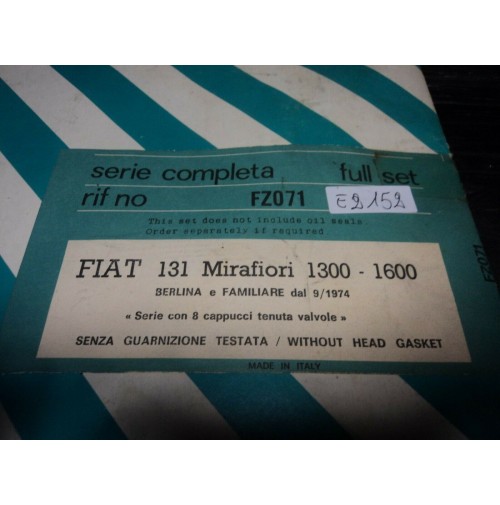 serie completa full set
rif no FZ071 E2152
This set does not include oil seals
Order separately if required
FIAT 131 Mirafiori 1300 - 1600
BERLINA e FAMILIARE dal 9/1974
« Serie con 8 cappucci tenuta valvole »
SENZA GUARNIZIONE TESTATA / WITHOUT HEAD GASKET
MADE IN ITALY
FZ071